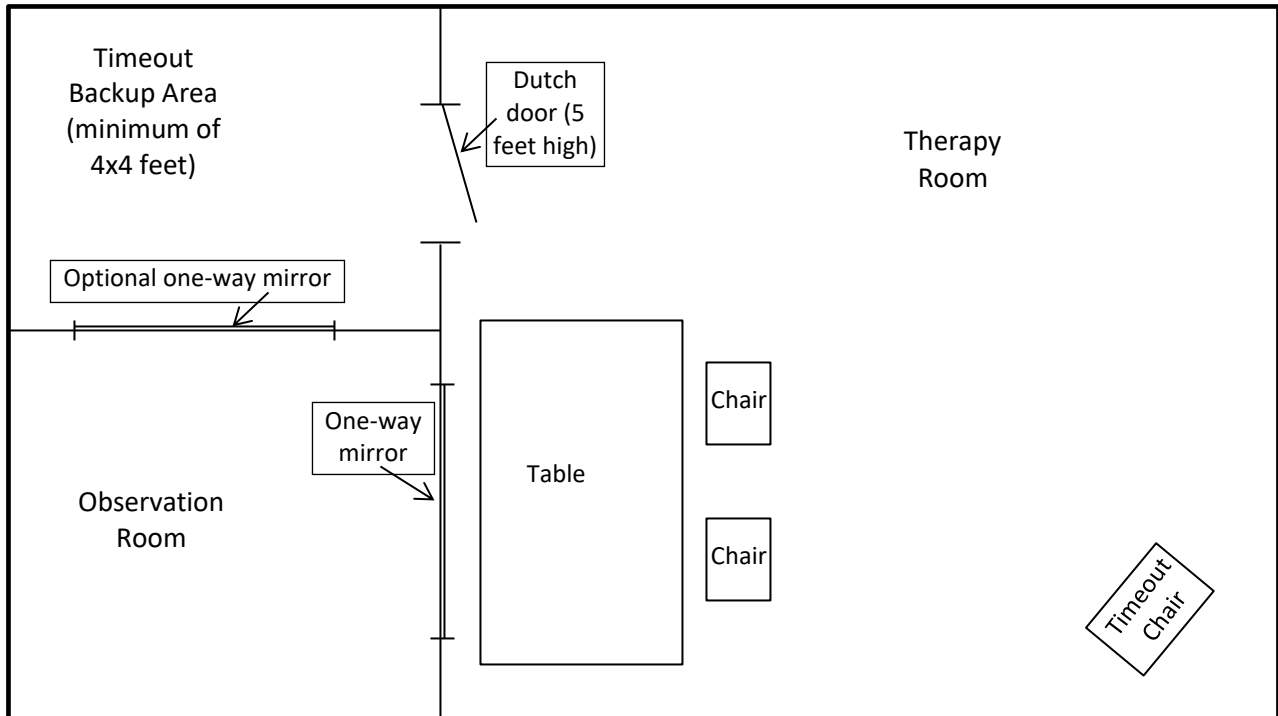 Timeout
Backup Area
(minimum of
4x4 feet)
Dutch
door (5
feet high)
Therapy
Room
Optional one-way mirror
One-way
mirror
Chair
Table
Observation
Room
Chair
Timeout
Chair